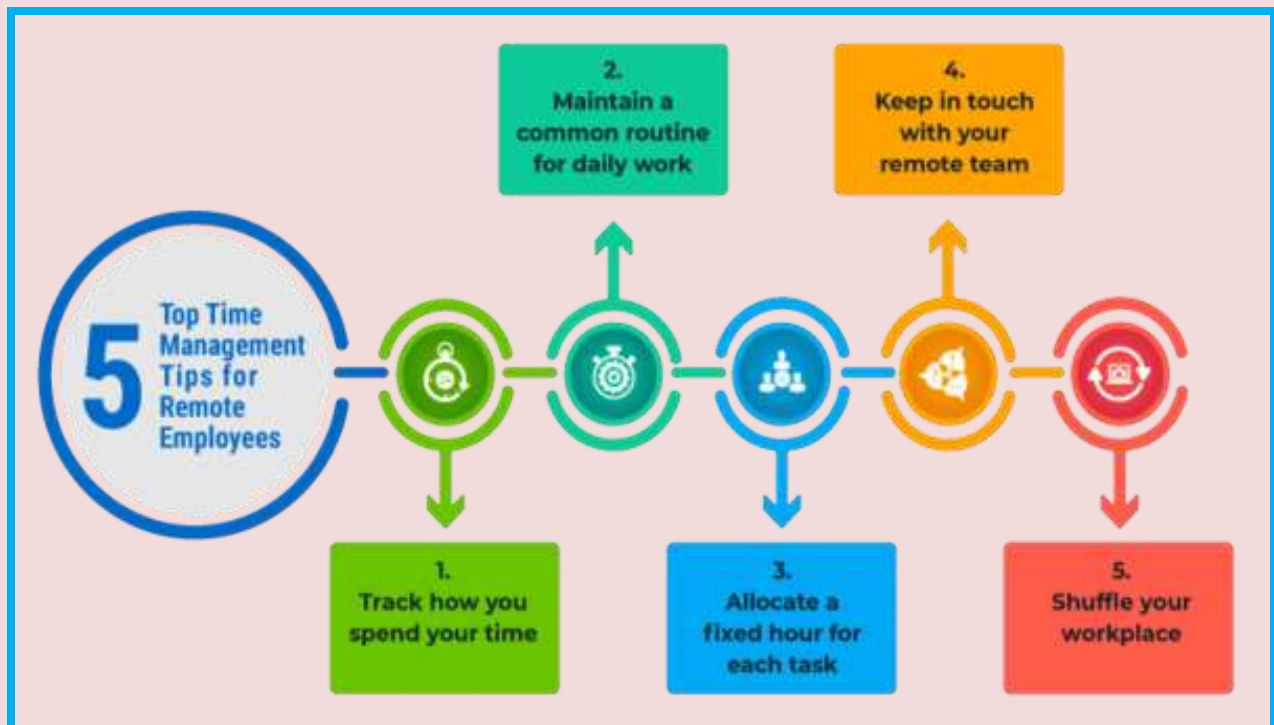 5
Top Time
Management
Tips for
Remote
Employees
1.
Track how you
spend your time
2.
Maintain a
common routine
for daily work
3.
Allocate a
fixed hour for
each task
4.
Keep in touch
with your
remote team
5.
Shuffle your
workplace